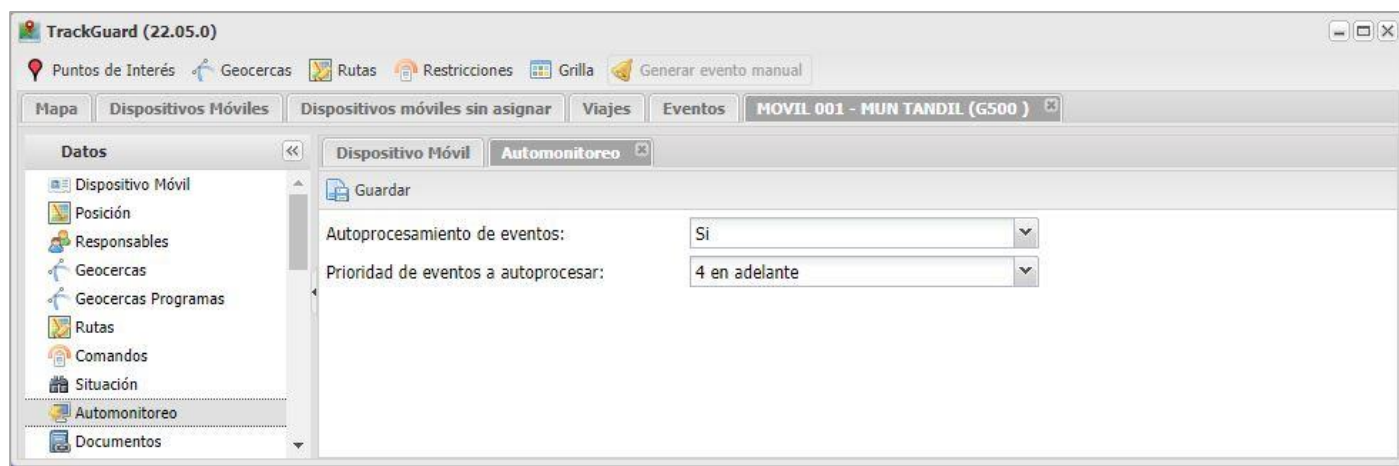 TrackGuard (22.05.0)
Puntos de Interés Geocercas Rutas Restricciones Grilla Generar evento manual
Mapa Dispositivos Móviles Dispositivos móviles sin asignar Viajes Eventos MOVIL 001 - MUN TANDIL (G500 )
Datos
Dispositivo Móvil
Posición
Responsables
Geocercas
Geocercas Programas
Rutas
Comandos
Situación
Automonitoreo
Documentos
Dispositivo Móvil Automonitoreo
Guardar
Autoprocesamiento de eventos: Si
Prioridad de eventos a autoprocesar: 4 en adelante